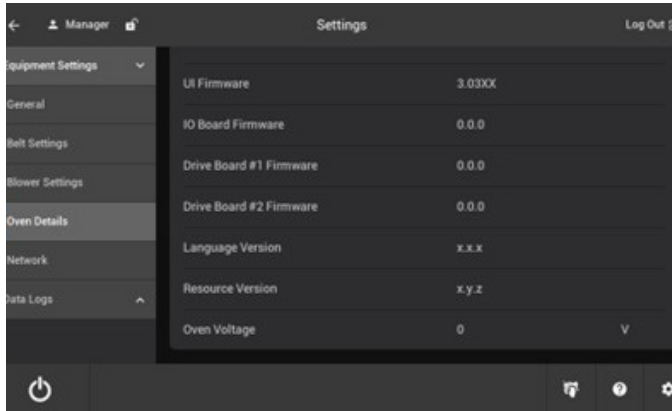 Manager
Settings
Log Out
Equipment Settings
General
Belt Settings
Blower Settings
Oven Details
Network
Data Logs
UI Firmware 3.03XX
IO Board Firmware 0.0.0
Drive Board #1 Firmware 0.0.0
Drive Board #2 Firmware 0.0.0
Language Version x.x.x
Resource Version x.y.z
Oven Voltage 0 V